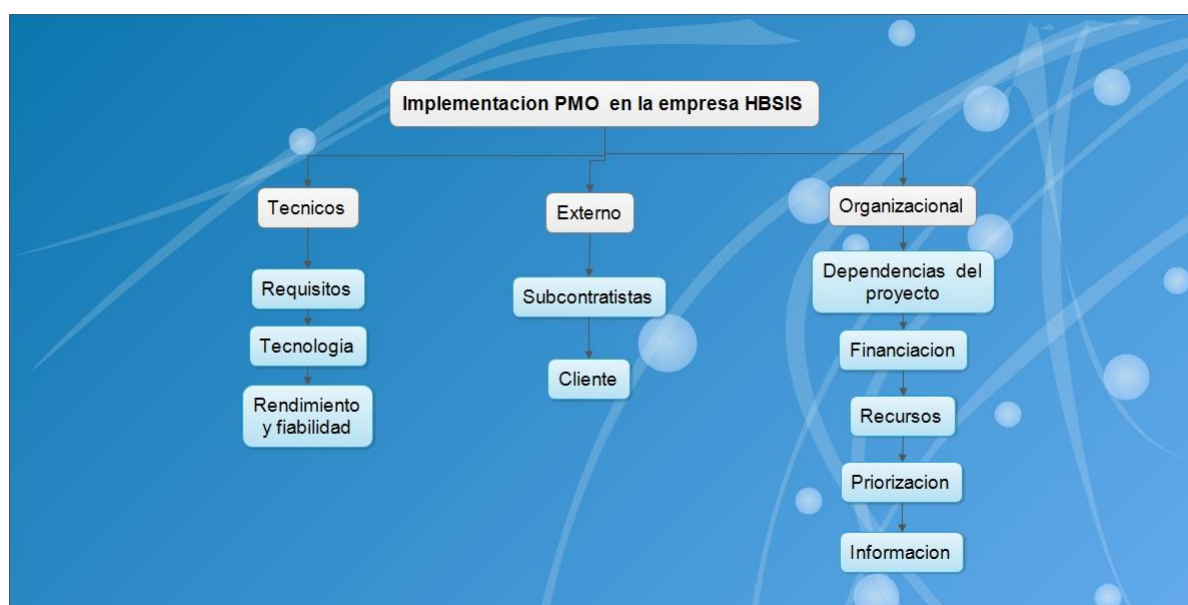 Implementacion PMO en la empresa HBSIS
Tecnicos
Requisitos
Tecnologia
Rendimiento
y fiabilidad
Externo
Subcontratistas
Cliente
Organizacional
Dependencias del
proyecto
Financiacion
Recursos
Priorizacion
Informacion